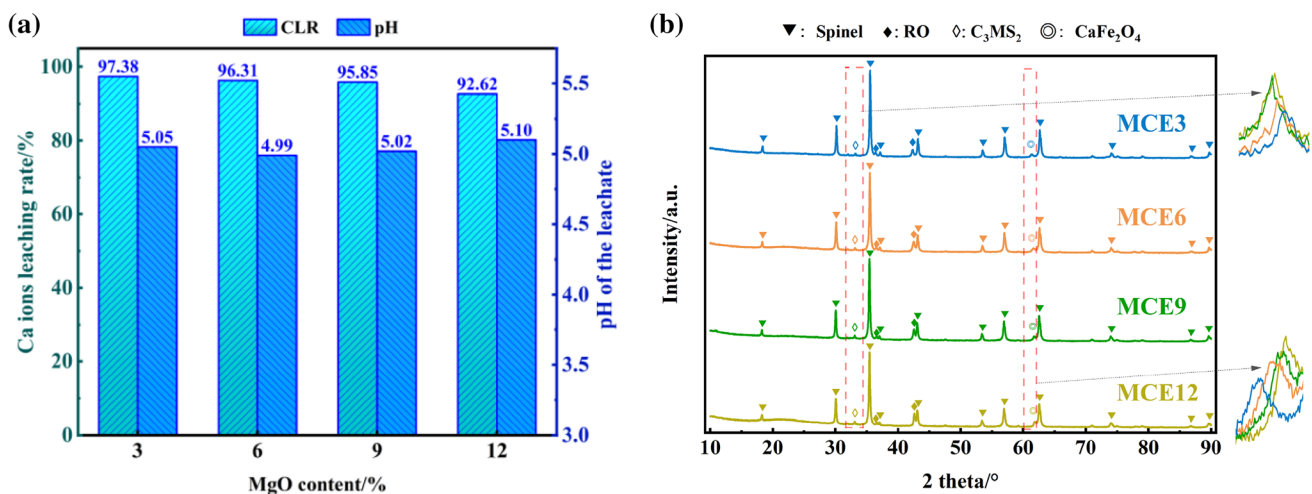 (a)
CLR pH
Ca ions leaching rate/%
100
80
60
40
20
0
97.38
96.31
95.85
92.62
5.05
4.99
5.02
5.10
5.5
5.0
4.5
4.0
3.5
3.0
pH of the leachate
3 6 9 12
MgO content/%
(b)
: Spinel : RO : C₃MS₂ : CaFe₂O₄
Intensity/a.u.
MCE3
MCE6
MCE9
MCE12
10 20 30 40 50 60 70 80 90
2 theta/°